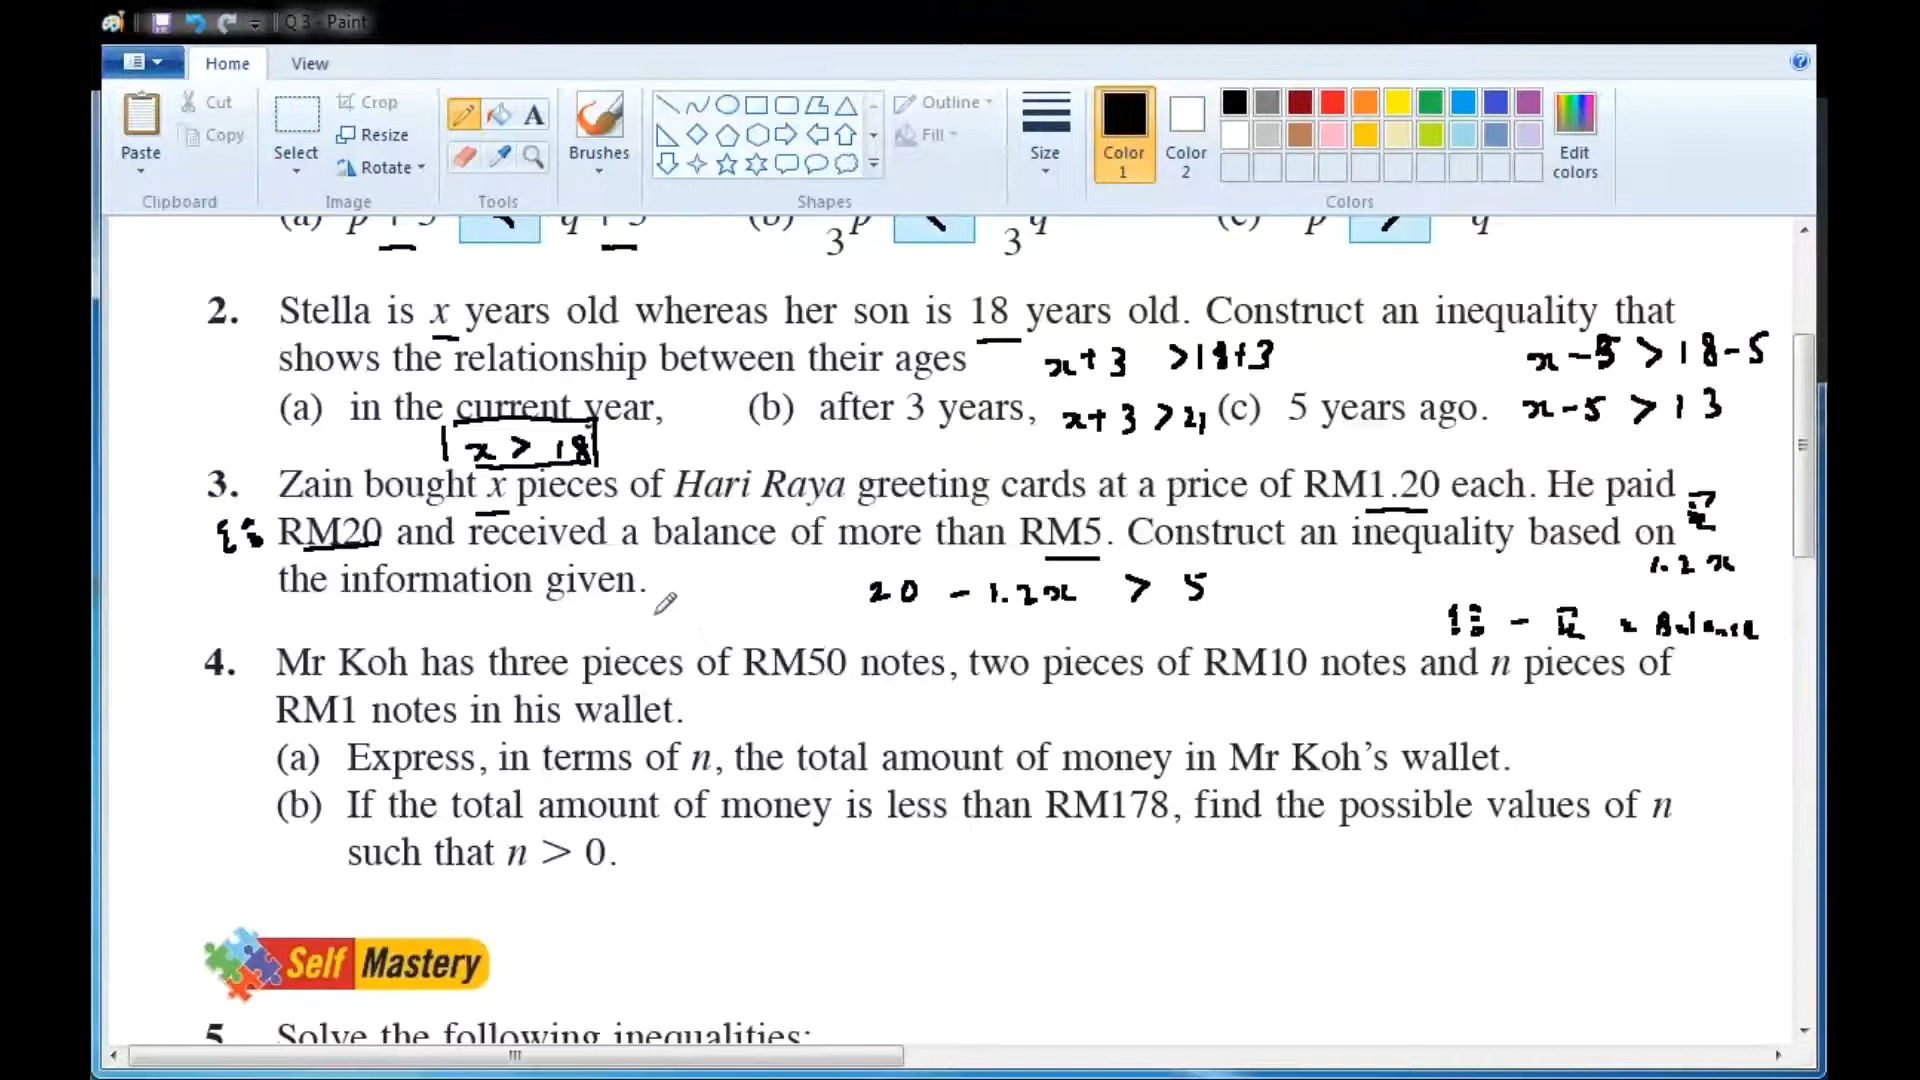 Q 3 - Paint
Home View
Cut
Copy
Paste
Clipboard
Crop
Resize
Rotate
Select
Image
A
Tools
Brushes
Outline
Fill
Shapes
Size
Color 1
Color 2
Edit colors
Colors
(a) p + 5 q + 5 (b) 3 p 3 q (c) p > q
2. Stella is x years old whereas her son is 18 years old. Construct an inequality that
shows the relationship between their ages
x + 3 > 18 + 3
x - 5 > 18 - 5
(a) in the current year, (b) after 3 years, x + 3 > 21 (c) 5 years ago. x - 5 > 13
x > 18
3. Zain bought x pieces of Hari Raya greeting cards at a price of RM1.20 each. He paid
RM20 and received a balance of more than RM5. Construct an inequality based on
1.2x
the information given.
20 - 1.2x > 5
Balance
4. Mr Koh has three pieces of RM50 notes, two pieces of RM10 notes and n pieces of
RM1 notes in his wallet.
(a) Express, in terms of n, the total amount of money in Mr Koh’s wallet.
(b) If the total amount of money is less than RM178, find the possible values of n
such that n > 0.
Self Mastery
5 Solve the following inequalities: